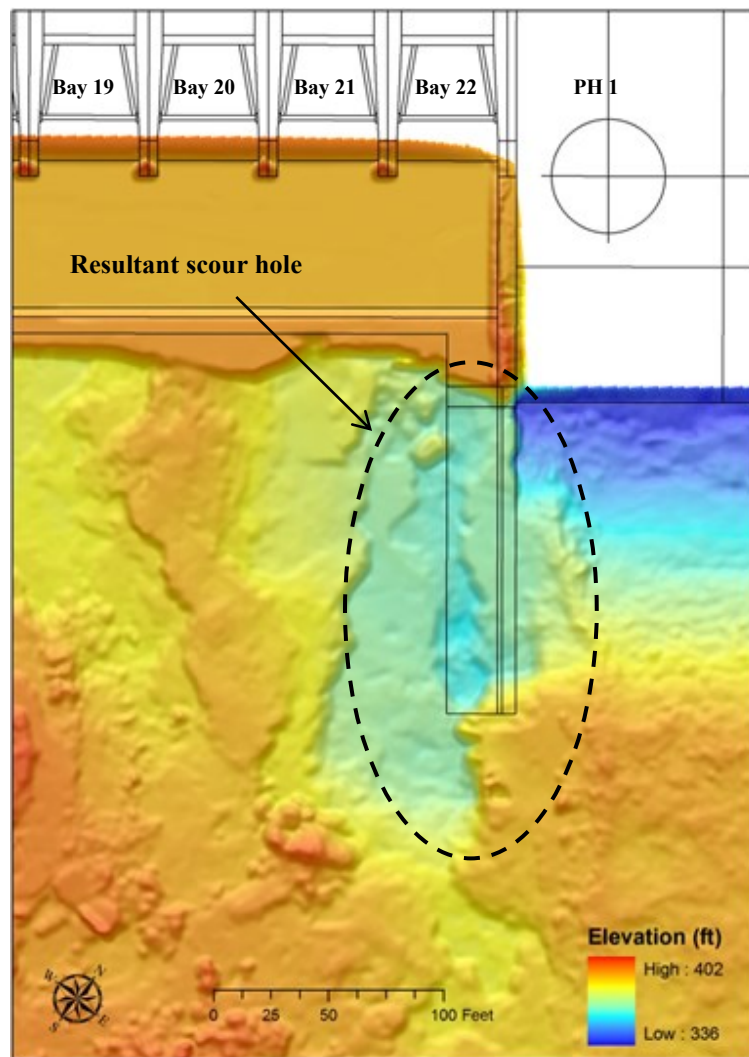 Bay 19 Bay 20 Bay 21 Bay 22 PH 1
Resultant scour hole
Elevation (ft)
High : 402
Low : 336
W N
S E
0 25 50 100 Feet